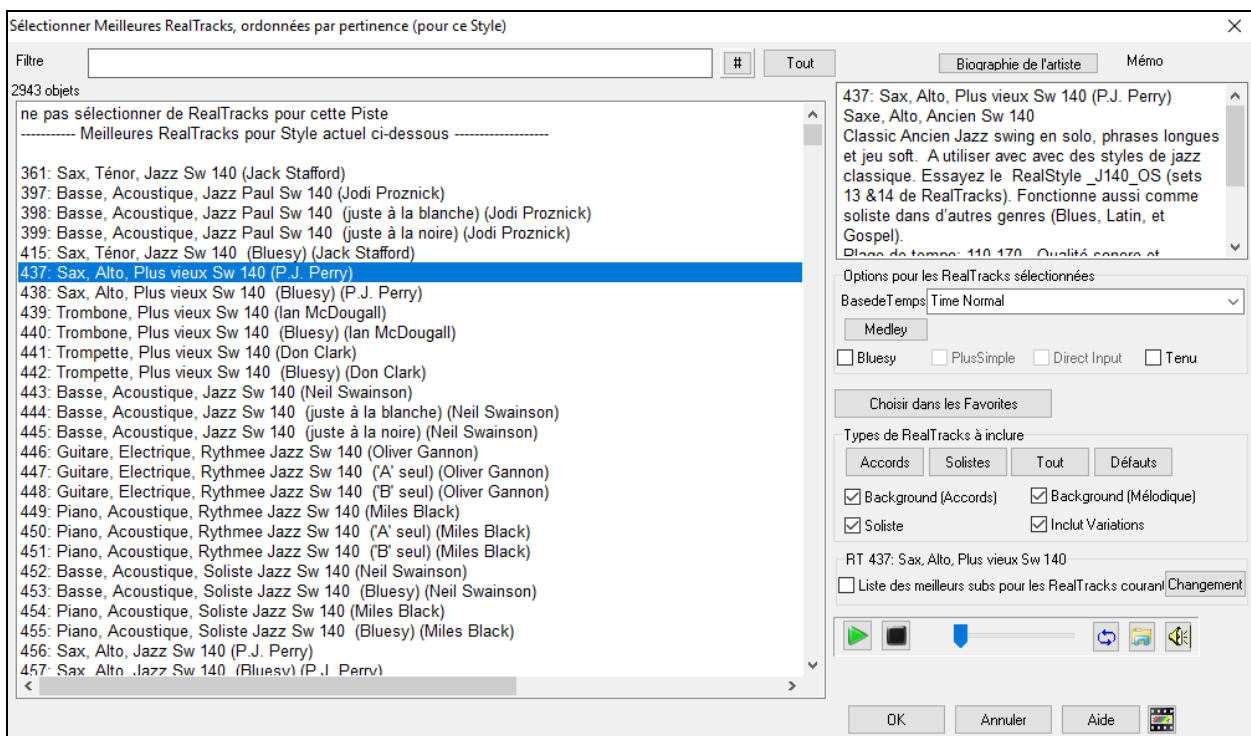 Sélectionner Meilleures RealTracks, ordonnées par pertinence (pour ce Style)
Filtre
#
Tout
Biographie de l'artiste
Mémo
2943 objets
ne pas sélectionner de RealTracks pour cette Piste
----------- Meilleures RealTracks pour Style actuel ci-dessous -------------------
361: Sax, Ténor, Jazz Sw 140 (Jack Stafford)
397: Basse, Acoustique, Jazz Paul Sw 140 (Jodi Proznick)
398: Basse, Acoustique, Jazz Paul Sw 140  (juste à la blanche) (Jodi Proznick)
399: Basse, Acoustique, Jazz Paul Sw 140  (juste à la noire) (Jodi Proznick)
415: Sax, Ténor, Jazz Sw 140  (Bluesy) (Jack Stafford)
437: Sax, Alto, Plus vieux Sw 140 (P.J. Perry)
438: Sax, Alto, Plus vieux Sw 140  (Bluesy) (P.J. Perry)
439: Trombone, Plus vieux Sw 140 (Ian McDougall)
440: Trombone, Plus vieux Sw 140  (Bluesy) (Ian McDougall)
441: Trompette, Plus vieux Sw 140 (Don Clark)
442: Trompette, Plus vieux Sw 140  (Bluesy) (Don Clark)
443: Basse, Acoustique, Jazz Sw 140 (Neil Swainson)
444: Basse, Acoustique, Jazz Sw 140  (juste à la blanche) (Neil Swainson)
445: Basse, Acoustique, Jazz Sw 140  (juste à la noire) (Neil Swainson)
446: Guitare, Electrique, Rythmee Jazz Sw 140 (Oliver Gannon)
447: Guitare, Electrique, Rythmee Jazz Sw 140  ('A' seul) (Oliver Gannon)
448: Guitare, Electrique, Rythmee Jazz Sw 140  ('B' seul) (Oliver Gannon)
449: Piano, Acoustique, Rythmee Jazz Sw 140 (Miles Black)
450: Piano, Acoustique, Rythmee Jazz Sw 140  ('A' seul) (Miles Black)
451: Piano, Acoustique, Rythmee Jazz Sw 140  ('B' seul) (Miles Black)
452: Basse, Acoustique, Soliste Jazz Sw 140 (Neil Swainson)
453: Basse, Acoustique, Soliste Jazz Sw 140  (Bluesy) (Neil Swainson)
454: Piano, Acoustique, Soliste Jazz Sw 140 (Miles Black)
455: Piano, Acoustique, Soliste Jazz Sw 140  (Bluesy) (Miles Black)
456: Sax, Alto, Jazz Sw 140 (P.J. Perry)
457: Sax, Alto, Jazz Sw 140  (Bluesy) (P.J. Perry)
437: Sax, Alto, Plus vieux Sw 140 (P.J. Perry)
Saxe, Alto, Ancien Sw 140
Classic Ancien Jazz swing en solo, phrases longues
et jeu soft.  A utiliser avec avec des styles de jazz
classique. Essayez le  RealStyle _J140_OS (sets
13 &14 de RealTracks). Fonctionne aussi comme
soliste dans d'autres genres (Blues, Latin, et
Gospel).
Plage de tempo: 110-170   Qualité sonore et
Options pour les RealTracks sélectionnées
BasedeTemps
Time Normal
Medley
Bluesy
PlusSimple
Direct Input
Tenu
Choisir dans les Favorites
Types de RealTracks à inclure
Accords
Solistes
Tout
Défauts
Background (Accords)
Background (Mélodique)
Soliste
Inclut Variations
RT 437: Sax, Alto, Plus vieux Sw 140
Liste des meilleurs subs pour les RealTracks courant
Changement
OK
Annuler
Aide